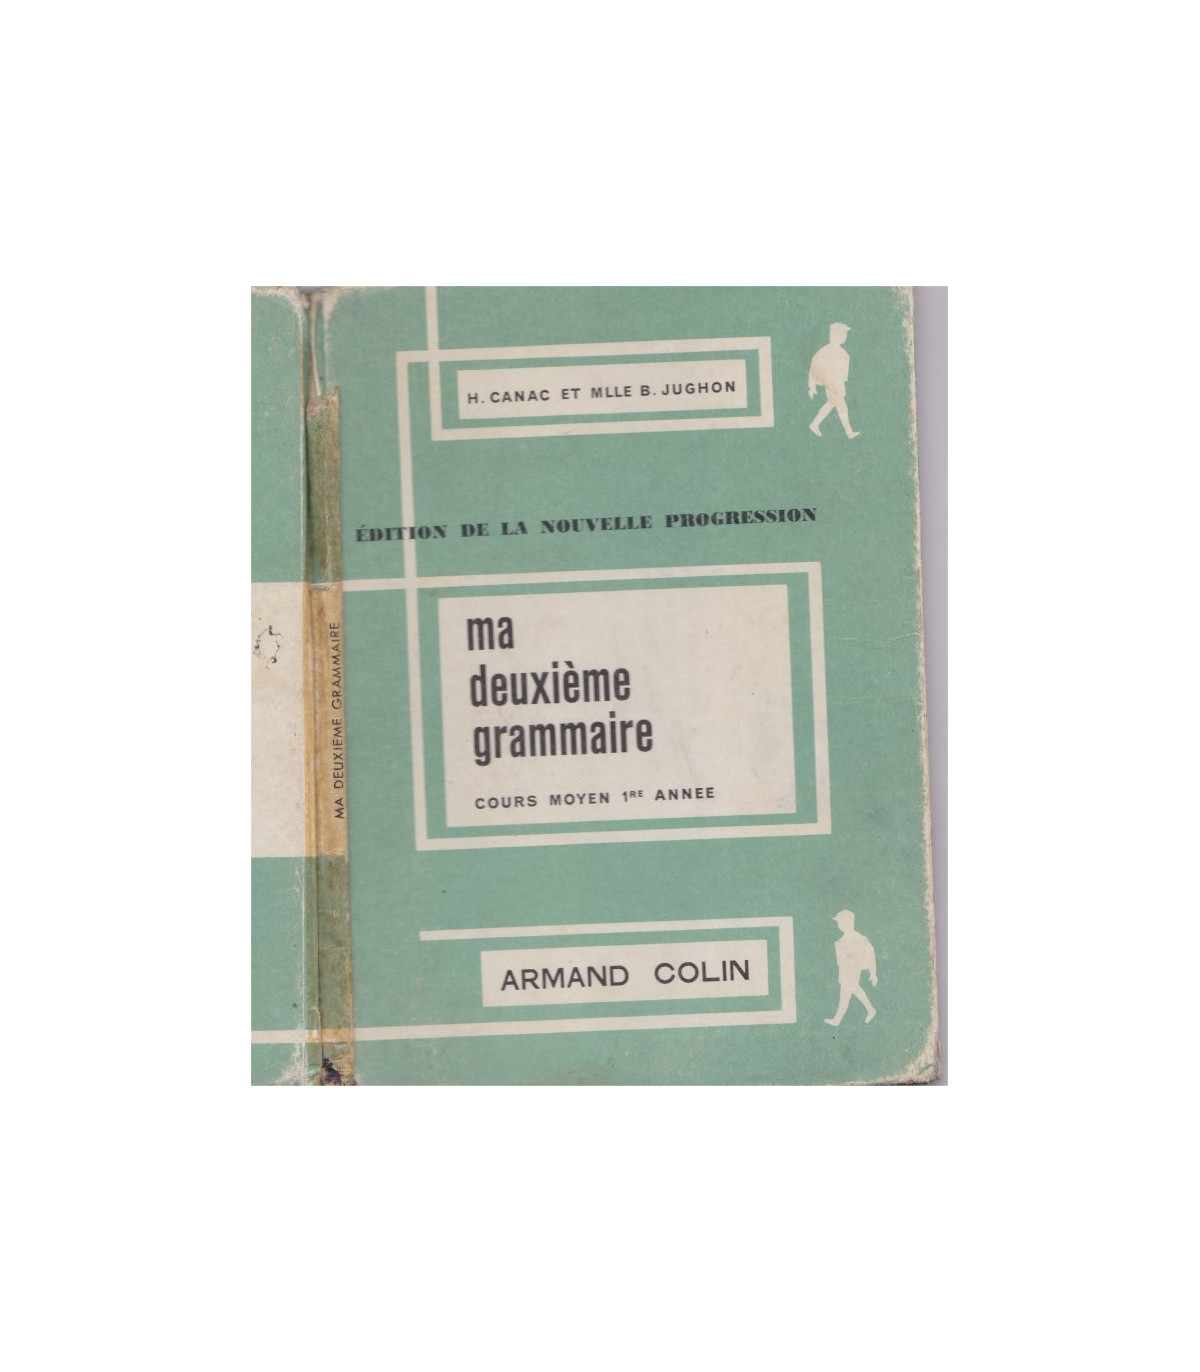 H. CANAC ET MLLE B. JUGHON
ÉDITION DE LA NOUVELLE PROGRESSION
ma
deuxième
grammaire
COURS MOYEN 1RE ANNEE
ARMAND COLIN
MA DEUXIEME GRAMMAIRE